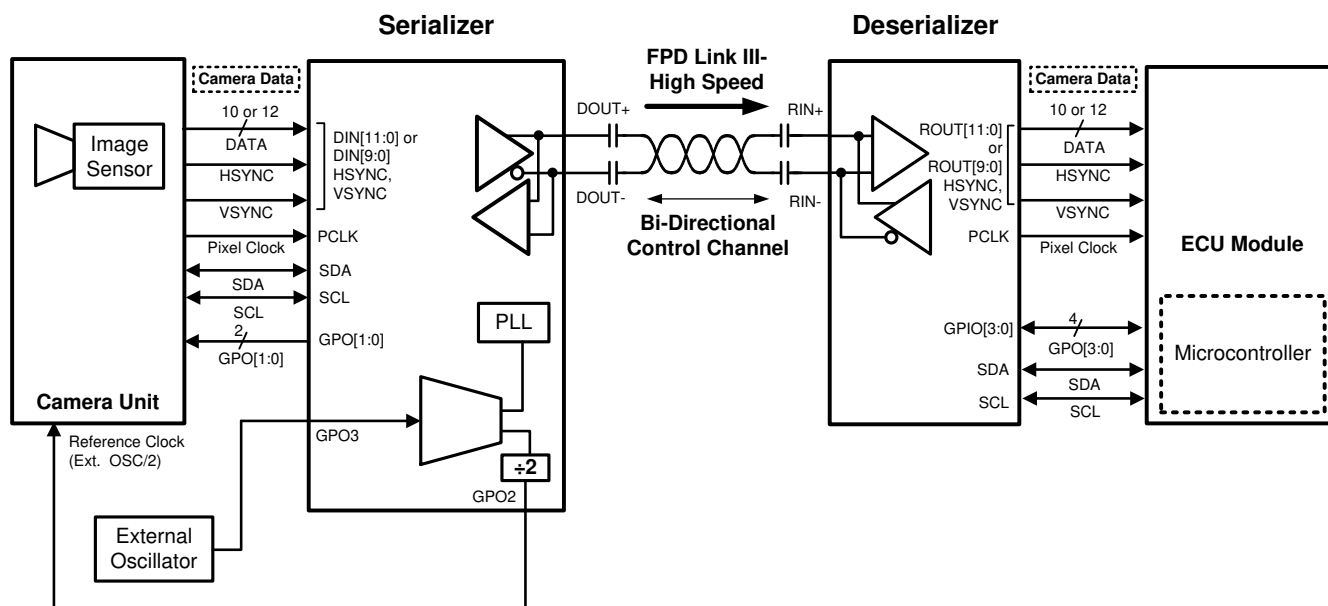 Serializer
Deserializer
FPD Link III-
High Speed
Camera Data
Camera Data
10 or 12
DATA
HSYNC
VSYNC
Pixel Clock
SDA
SCL
2
GPO[1:0]
Image
Sensor
Camera Unit
DIN[11:0] or
DIN[9:0]
HSYNC,
VSYNC
PCLK
SDA
SCL
GPO[1:0]
PLL
÷2
GPO3
GPO2
Reference Clock
(Ext. OSC/2)
External
Oscillator
DOUT+
DOUT-
RIN+
RIN-
Bi-Directional
Control Channel
ROUT[11:0]
or
ROUT[9:0]
HSYNC,
VSYNC
PCLK
GPIO[3:0]
SDA
SCL
10 or 12
DATA
HSYNC
VSYNC
Pixel Clock
4
GPO[3:0]
SDA
SCL
ECU Module
Microcontroller